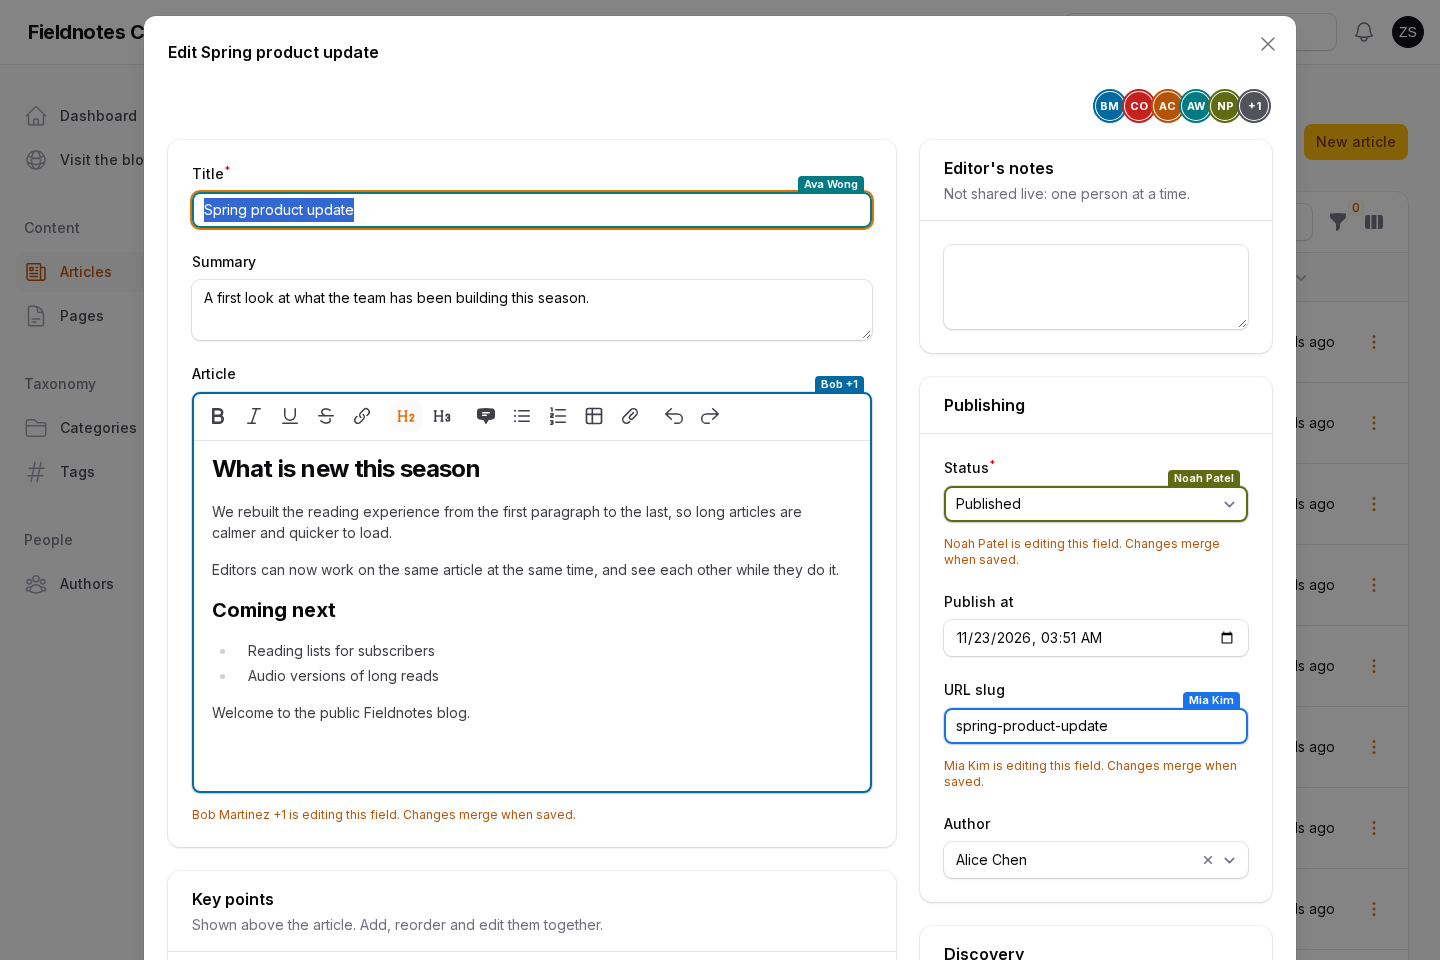 Fieldnotes C
ZS
Dashboard
Visit the blo
Content
Articles
Pages
Taxonomy
Categories
Tags
People
Authors
New article
0
ls ago
ls ago
ls ago
ls ago
ls ago
ls ago
Edit Spring product update
BM CO AC AW NP +1
Title*
Ava Wong
Spring product update
Summary
A first look at what the team has been building this season.
Article
Bob +1
H2 H3
What is new this season
We rebuilt the reading experience from the first paragraph to the last, so long articles are
calmer and quicker to load.
Editors can now work on the same article at the same time, and see each other while they do it.
Coming next
Reading lists for subscribers
Audio versions of long reads
Welcome to the public Fieldnotes blog.
Bob Martinez +1 is editing this field. Changes merge when saved.
Key points
Shown above the article. Add, reorder and edit them together.
Editor's notes
Not shared live: one person at a time.
Publishing
Status*
Noah Patel
Published
Noah Patel is editing this field. Changes merge
when saved.
Publish at
11/23/2026, 03:51 AM
URL slug
Mia Kim
spring-product-update
Mia Kim is editing this field. Changes merge when
saved.
Author
Alice Chen
Discovery